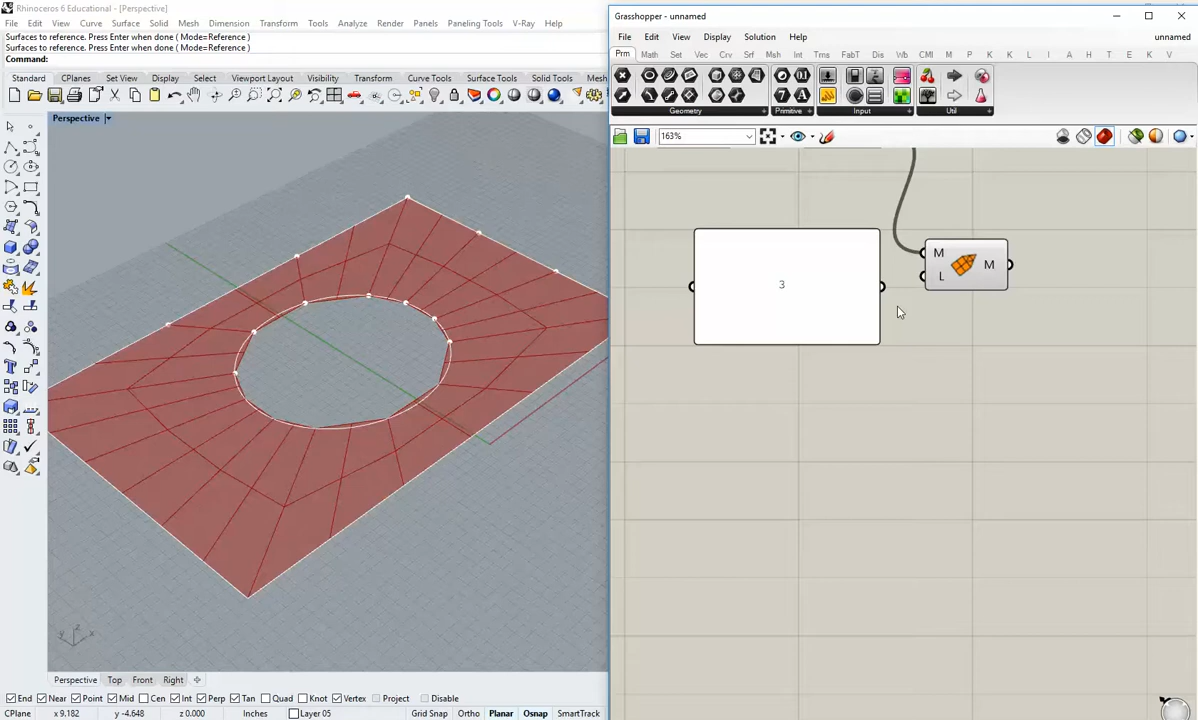 Rhinoceros 6 Educational - [Perspective]
File Edit View Curve Surface Solid Mesh Dimension Transform Tools Analyze Render Panels Paneling Tools V-Ray Help
Surfaces to reference. Press Enter when done ( Mode=Reference )
Surfaces to reference. Press Enter when done ( Mode=Reference )
Command:
Standard CPlanes Set View Display Select Viewport Layout Visibility Transform Curve Tools Surface Tools Solid Tools Mesh
Perspective
y x
Perspective Top Front Right
End Near Point Mid Cen Int Perp Tan Quad Knot Vertex Project Disable
CPlane x 9.182 y -4.648 z 0.000 Inches Layer 05 Grid Snap Ortho Planar Osnap SmartTrack
Grasshopper - unnamed
File Edit View Display Solution Help unnamed
Prm Math Set Vec Crv Srf Msh Int Trns FabT Dis Wb CMI M P K K L I A H E K V
Geometry Primitive Input Util
163%
3
M
L
M